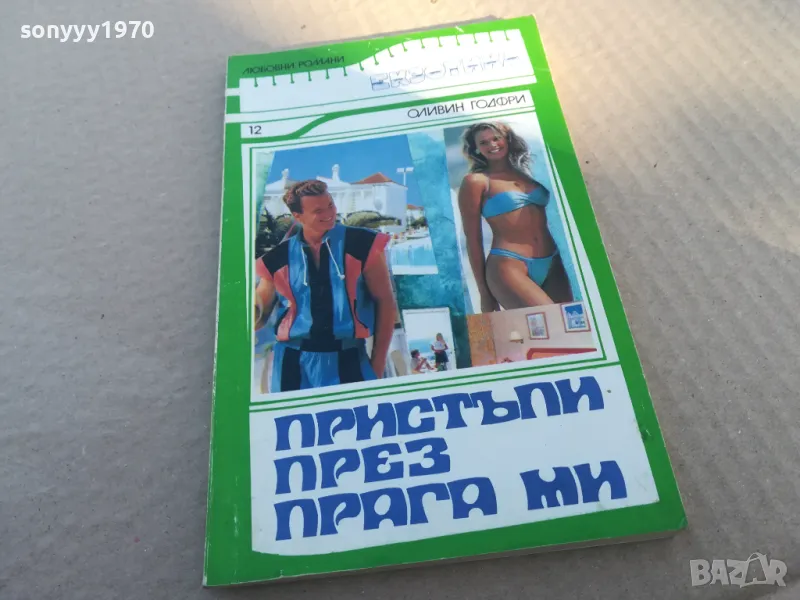 sonyyy1970
ЛЮБОВНИ РОМАНИ
12
ОЛИВИН ГОДФРИ
ПРИСТЪПИ
ПРЕЗ
ПРАГА МИ
BAZAR